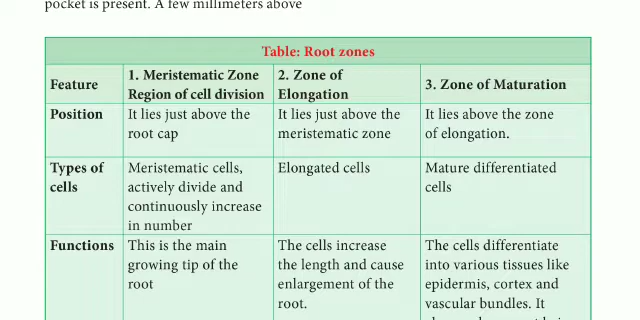 pocket is present. A few millimeters above
Table: Root zones
Feature
1. Meristematic Zone
Region of cell division
2. Zone of
Elongation
3. Zone of Maturation
Position
It lies just above the
root cap
It lies just above the
meristematic zone
It lies above the zone
of elongation.
Types of
cells
Meristematic cells,
actively divide and
continuously increase
in number
Elongated cells
Mature differentiated
cells
Functions
This is the main
growing tip of the
root
The cells increase
the length and cause
enlargement of the
root.
The cells differentiate
into various tissues like
epidermis, cortex and
vascular bundles. It